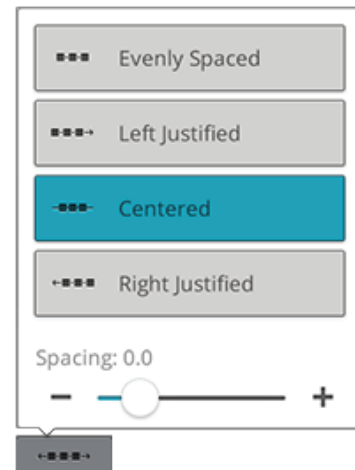 Evenly Spaced
Left Justified
Centered
Right Justified
Spacing: 0.0